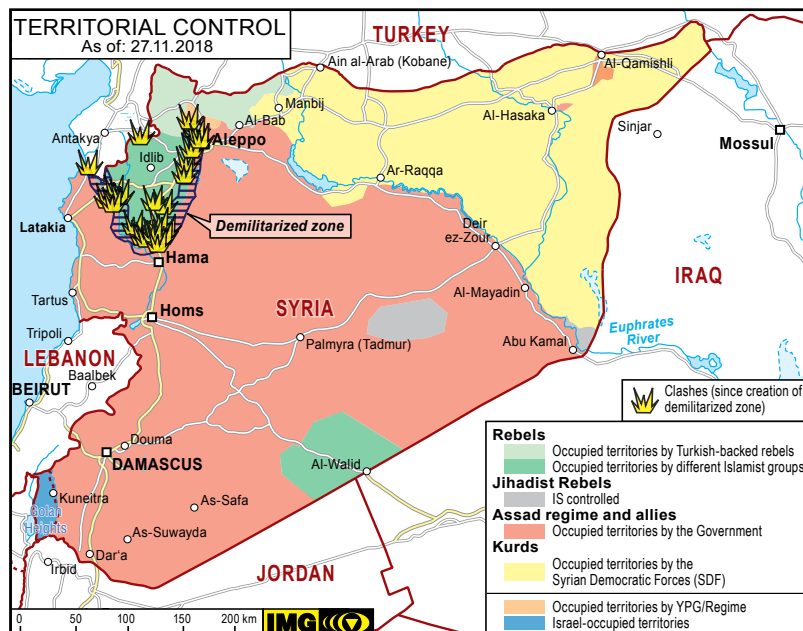 TERRITORIAL CONTROL
As of: 27.11.2018
TURKEY
Ain al-Arab (Kobane)
Al-Qamishli
Manbij
Al-Bab
Al-Hasaka
Antakya
Sinjar
Mossul
Aleppo
Idlib
Ar-Raqqa
Latakia
Demilitarized zone
Deir
ez-Zour
Hama
IRAQ
Tartus
Homs
SYRIA
Al-Mayadin
Euphrates
River
Tripoli
Palmyra (Tadmur)
Abu Kamal
LEBANON
Baalbek
BEIRUT
Clashes (since creation of
demilitarized zone)
Douma
DAMASCUS
Al-Walid
Kuneitra
Golan
Heights
As-Safa
As-Suwayda
Dar'a
Irbid
JORDAN
Rebels
Occupied territories by Turkish-backed rebels
Occupied territories by different Islamist groups
Jihadist Rebels
IS controlled
Assad regime and allies
Occupied territories by the Government
Kurds
Occupied territories by the
Syrian Democratic Forces (SDF)
Occupied territories by YPG/Regime
Israel-occupied territories
0 50 100 150 200 km
IMG